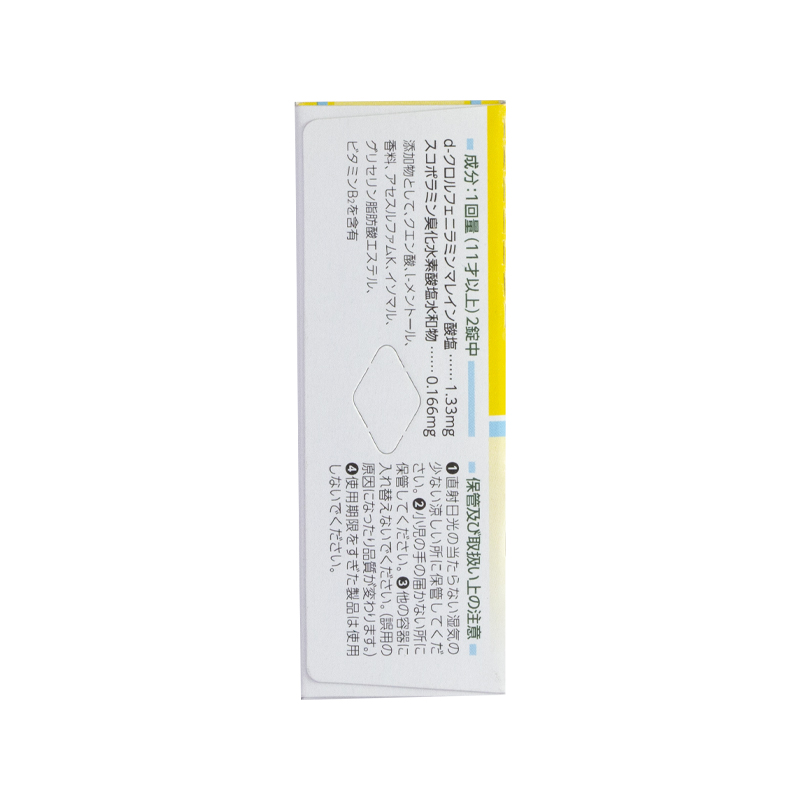 成分：1回量（11才以上）2錠中
d-クロルフェニラミンマレイン酸塩 …… 1.33mg
スコポラミン臭化水素酸塩水和物 …… 0.166mg
添加物として、クエン酸、l-メントール、
香料、アセスルファムK、イソマル、
グリセリン脂肪酸エステル、
ビタミンB2を含有
保管及び取扱い上の注意
❶直射日光の当たらない湿気の
少ない涼しい所に保管してくだ
さい。❷小児の手の届かない所に
保管してください。❸他の容器に
入れ替えないでください。（誤用の
原因になったり品質が変わります。）
❹使用期限をすぎた製品は使用
しないでください。